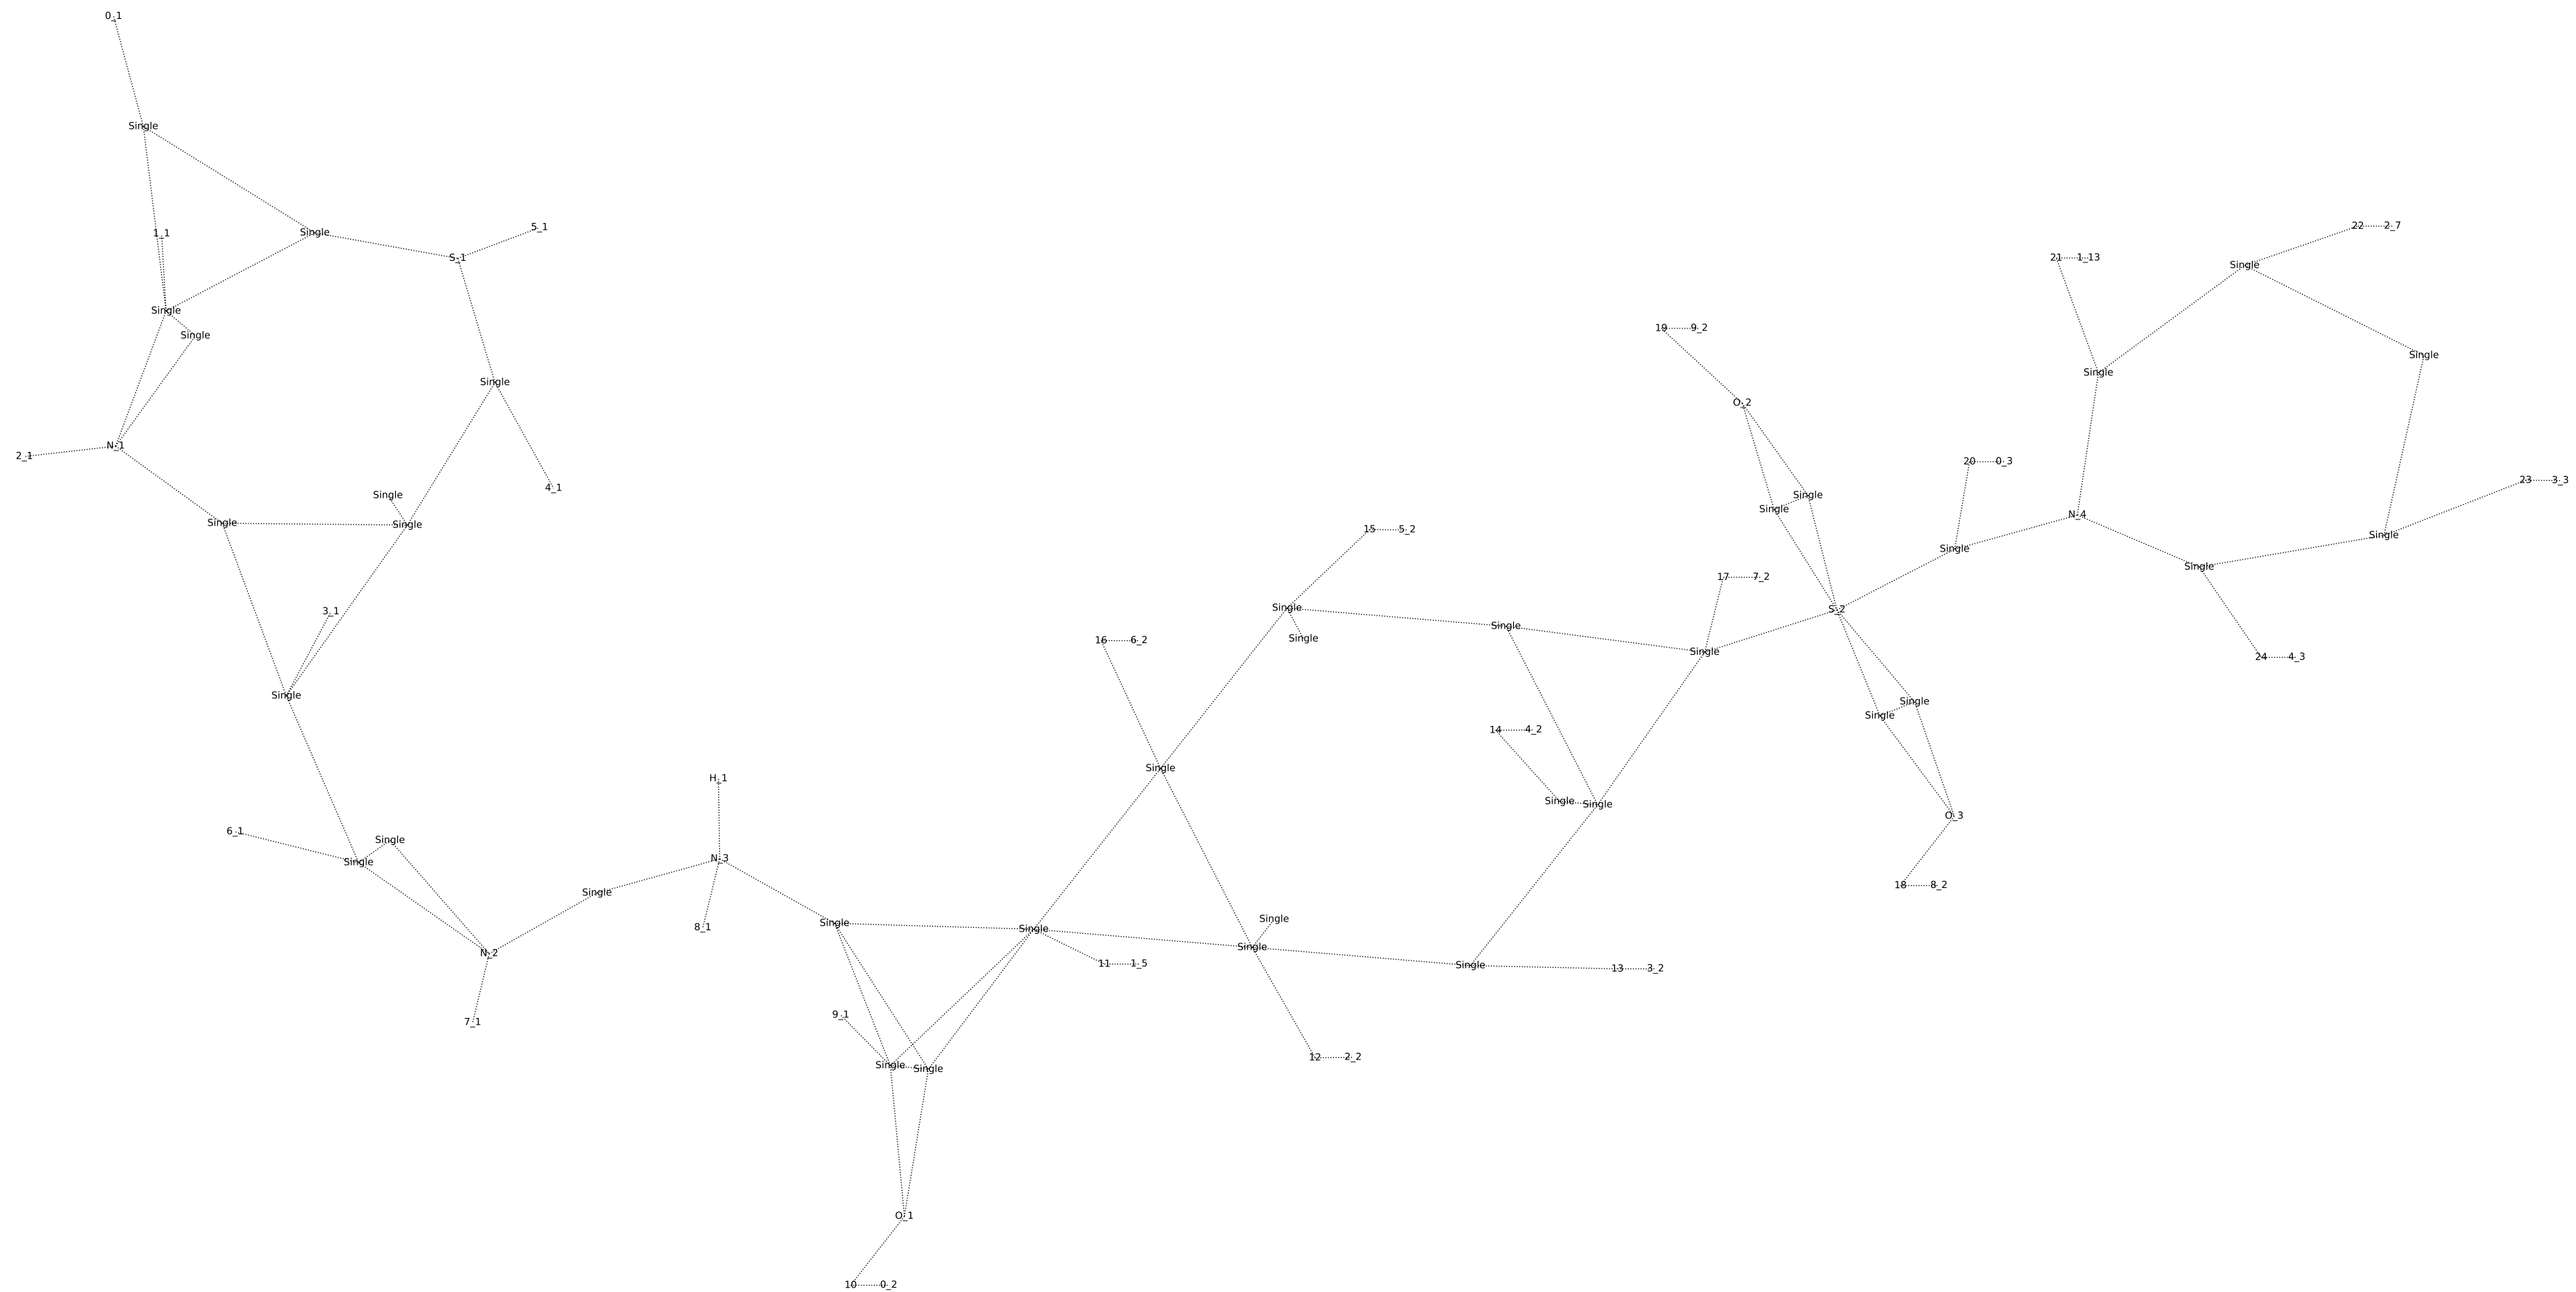 0_1
Single
22 2_7
5_1
1_1
Single
S_1
21 1_13
Single
Single
19 9_2
Single
Single
Single
Single
Single
O_2
N_1
2_1
20 0_3
23 3_3
4_1
Single
Single
Single
N_4
Single
Single
15 5_2
Single
Single
Single
17 7_2
Single
S_2
3_1
Single
16 6_2
Single
Single
24 4_3
Single
Single
Single
14 4_2
Single
H_1
Single
Single
O_3
6_1
Single
N_3
Single
18 8_2
Single
Single
8_1
Single
Single
Single
N_2
11 1_5
Single
13 3_2
9_1
7_1
12 2_2
Single
Single
O_1
10 0_2